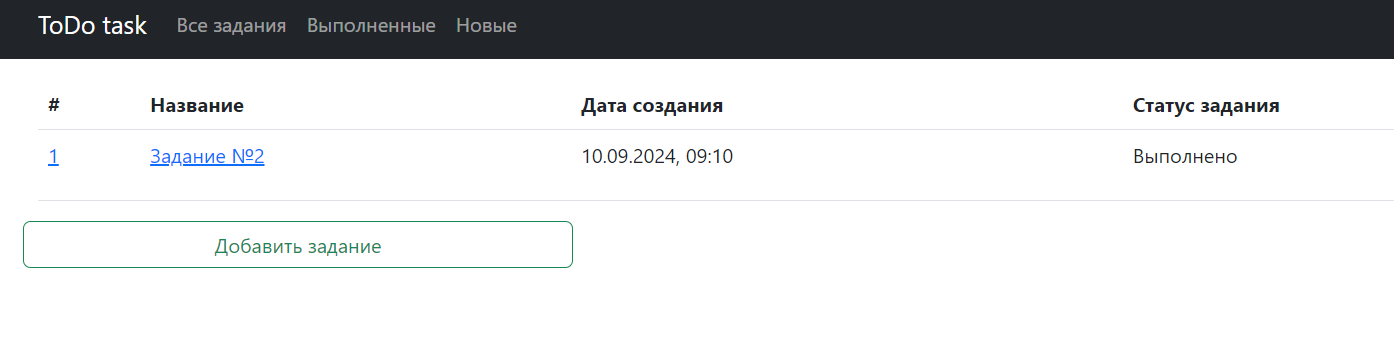 ToDo task Все задания Выполненные Новые
# Название Дата создания Статус задания
1 Задание №2 10.09.2024, 09:10 Выполнено
Добавить задание